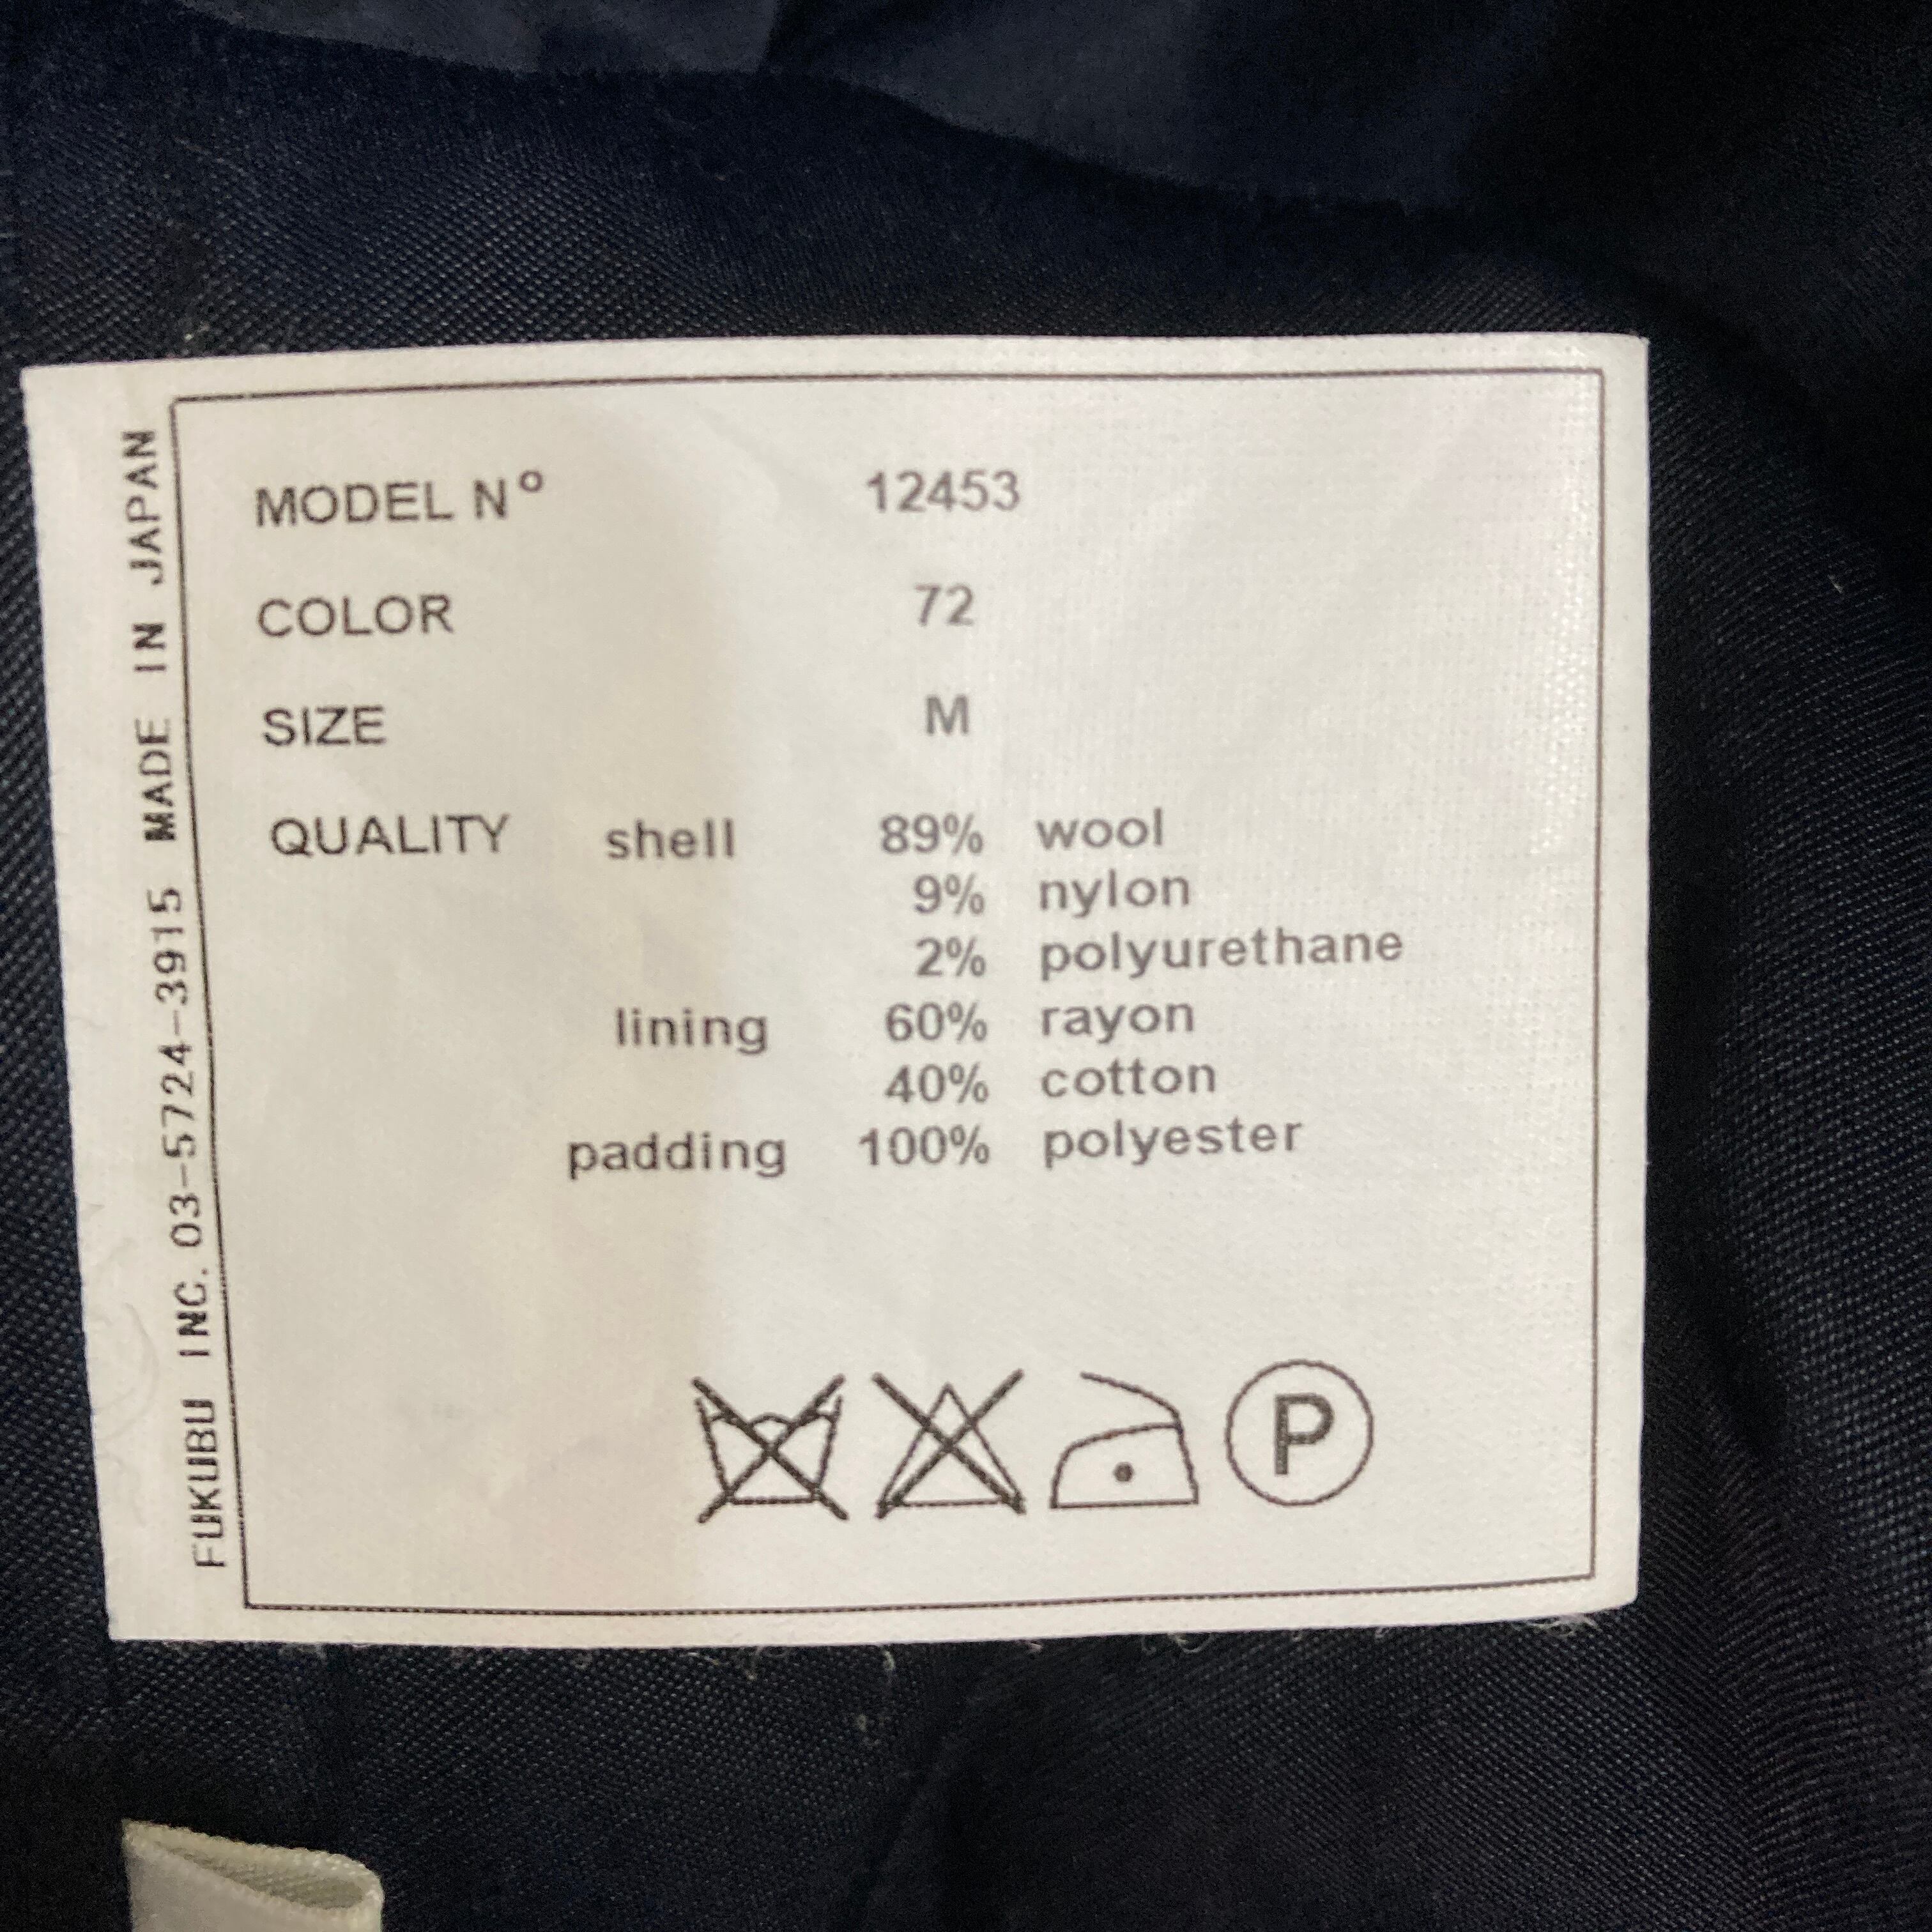 MODEL Nº 12453
COLOR 72
SIZE M
QUALITY shell 89% wool
9% nylon
2% polyurethane
lining 60% rayon
40% cotton
padding 100% polyester
P
FUKUBU INC. 03-5724-3915 MADE IN JAPAN